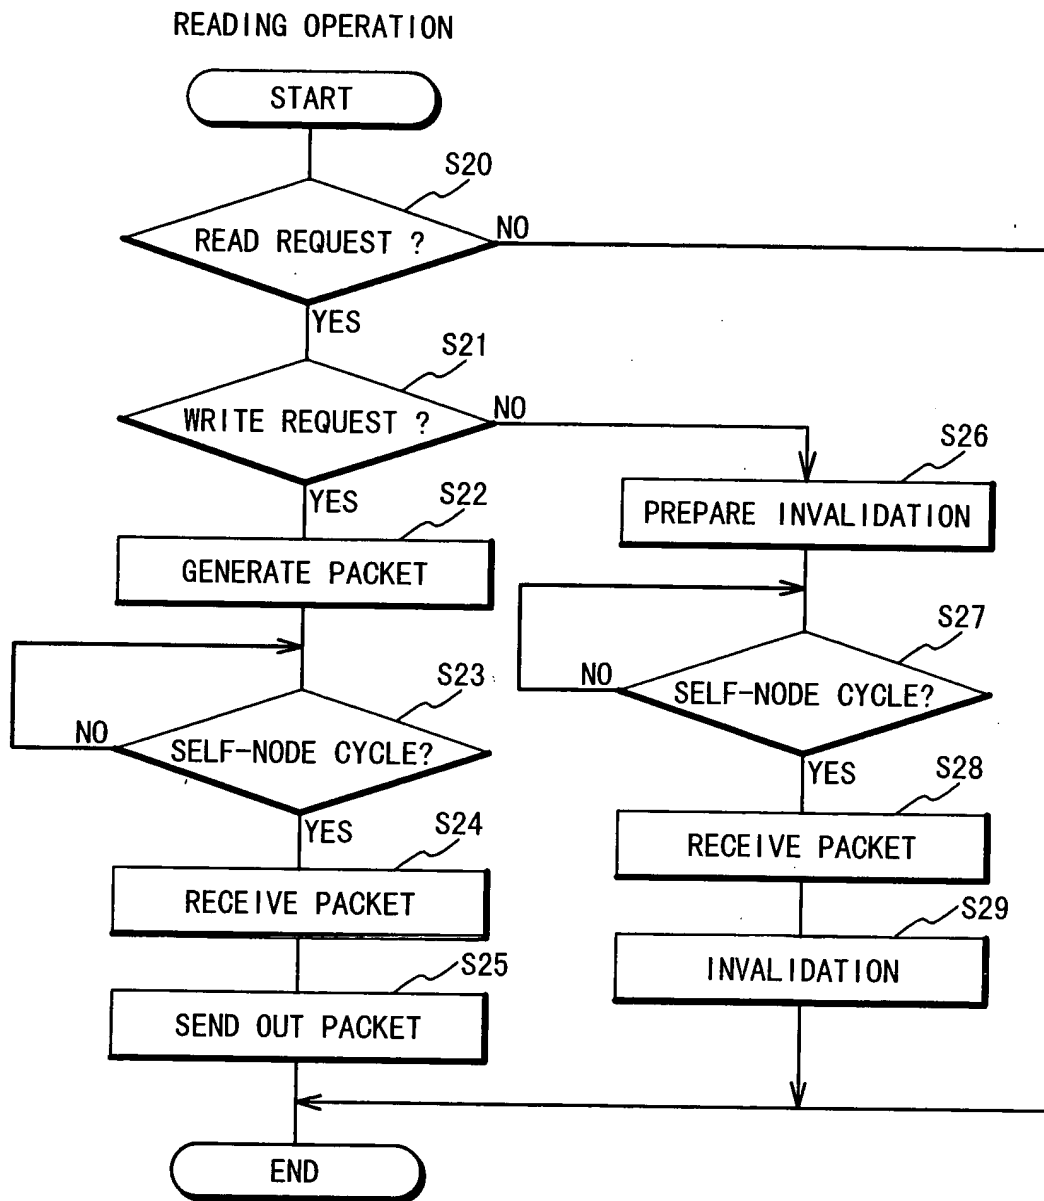 READING OPERATION
START
S20
READ REQUEST ?
NO
YES
S21
WRITE REQUEST ?
NO
YES
S22
GENERATE PACKET
S23
SELF-NODE CYCLE?
NO
YES
S24
RECEIVE PACKET
S25
SEND OUT PACKET
S26
PREPARE INVALIDATION
S27
SELF-NODE CYCLE?
NO
YES
S28
RECEIVE PACKET
S29
INVALIDATION
END